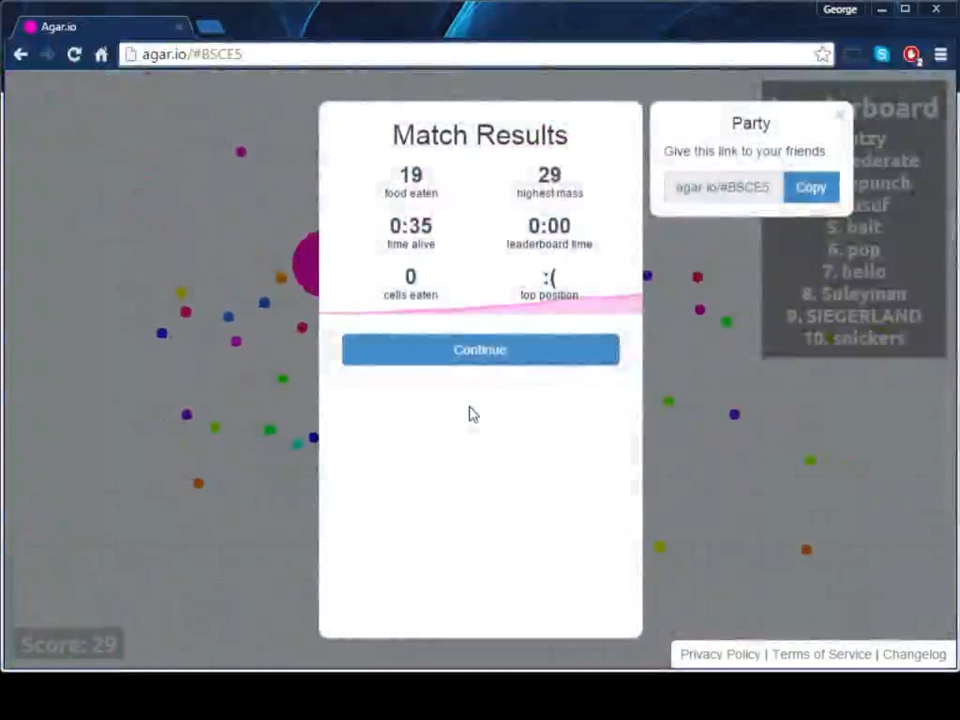 George
Agar.io
agar.io/#BSCE5
Match Results
19
food eaten
29
highest mass
0:35
time alive
0:00
leaderboard time
0
cells eaten
:(
top position
Continue
Party
Give this link to your friends
agar.io/#BSCE5
Copy
5. bait
6. pop
7. hello
8. Suleyman
9. SIEGERLAND
10. snickers
Score: 29
Privacy Policy | Terms of Service | Changelog